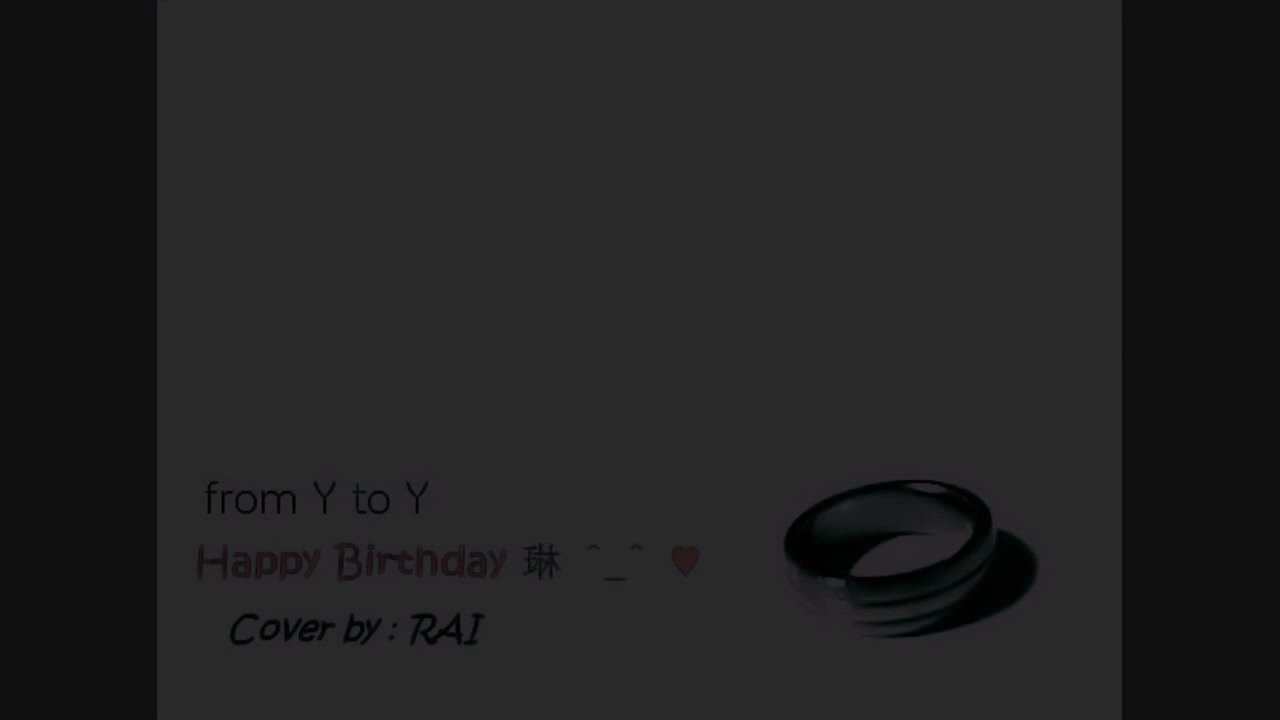 from Y to Y
Happy Birthday 琳 ^_^ ♥
Cover by : RAI